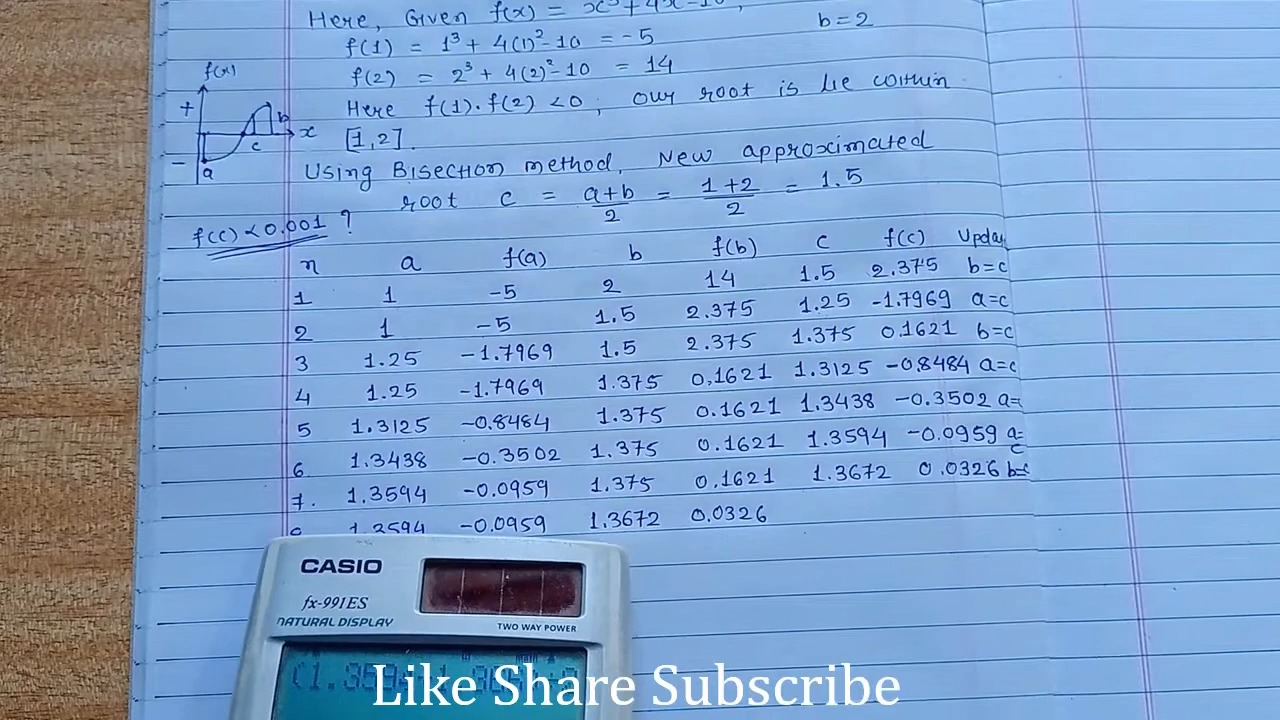 Here, Given f(x) = x³ + 4x - 10,
b = 2
f(1) = 1³ + 4(1)² - 10 = -5
f(2) = 2³ + 4(2)² - 10 = 14
Here f(1). f(2) < 0, Our root is lie within
[1,2].
f(x)
+
b
x
c
-
a
Using Bisection method, New approximated
root c = a+b/2 = 1+2/2 = 1.5
f(c) < 0.001 ?
n a f(a) b f(b) c f(c) Updat
1 1 -5 2 14 1.5 2.375 b=c
2 1 -5 1.5 2.375 1.25 -1.7969 a=c
3 1.25 -1.7969 1.5 2.375 1.375 0.1621 b=c
4 1.25 -1.7969 1.375 0.1621 1.3125 -0.8484 a=c
5 1.3125 -0.8484 1.375 0.1621 1.3438 -0.3502 a=
6. 1.3438 -0.3502 1.375 0.1621 1.3594 -0.0959 a=c
7. 1.3594 -0.0959 1.375 0.1621 1.3672 0.0326 b=c
1.3594 -0.0959 1.3672 0.0326
CASIO
fx-991ES
NATURAL DISPLAY
TWO WAY POWER
Like Share Subscribe